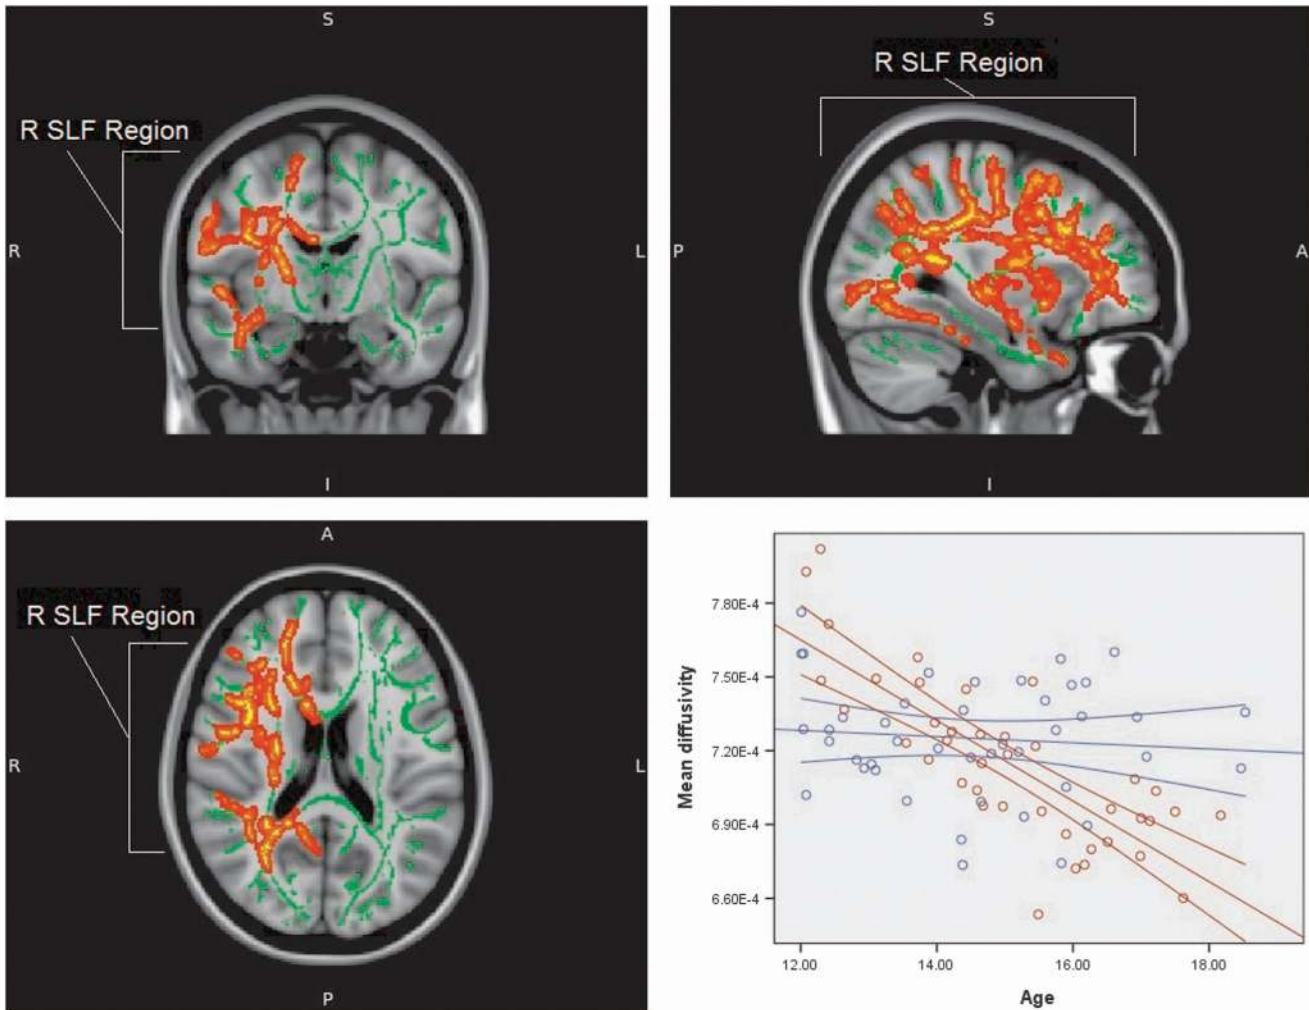 S
R SLF Region
R
L
I
S
R SLF Region
P
A
I
A
R SLF Region
R
L
P
Mean diffusivity
7.80E-4
7.50E-4
7.20E-4
6.90E-4
6.60E-4
12.00 14.00 16.00 18.00
Age